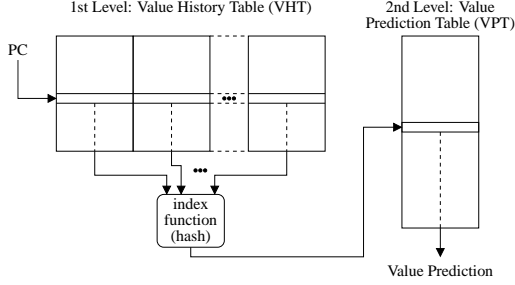 1st Level: Value History Table (VHT)
2nd Level: Value
Prediction Table (VPT)
PC
index
function
(hash)
Value Prediction